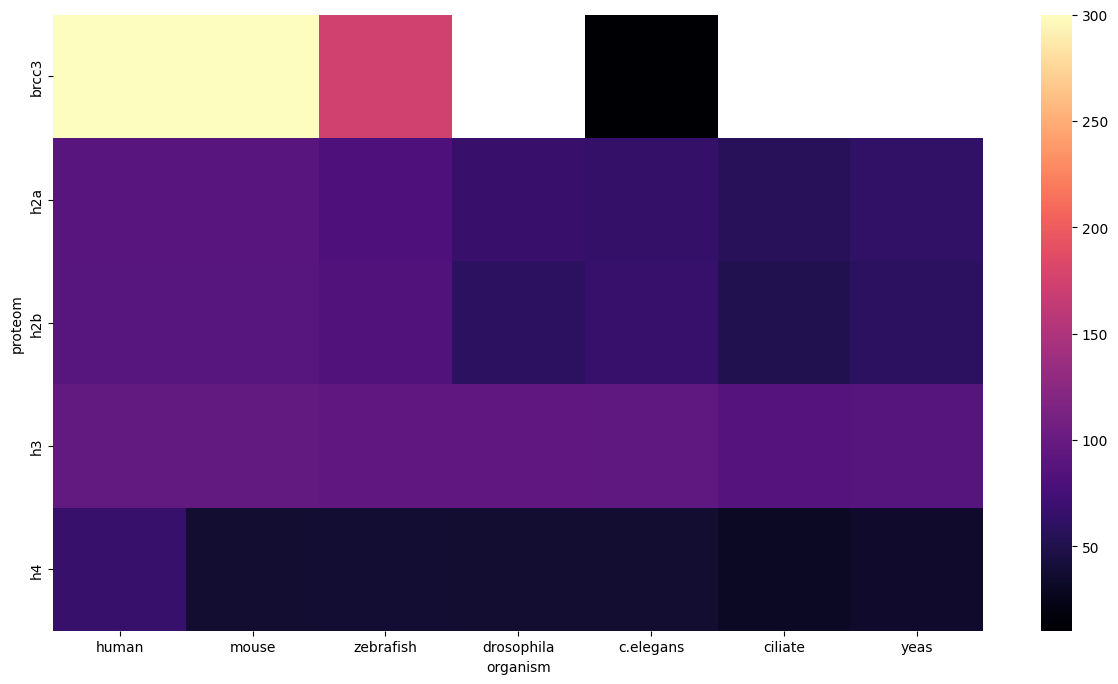 proteom
brcc3
h2a
h2b
h3
h4
human mouse zebrafish drosophila c.elegans ciliate yeas
organism
300
250
200
150
100
50